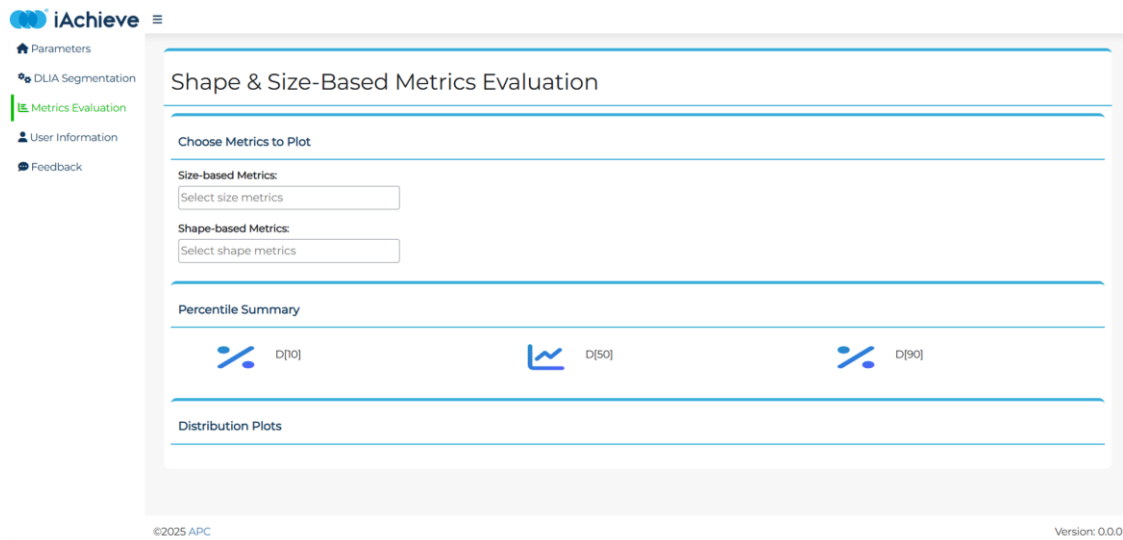 iAchieve
Parameters
DLIA Segmentation
Metrics Evaluation
User Information
Feedback
Shape & Size-Based Metrics Evaluation
Choose Metrics to Plot
Size-based Metrics:
Select size metrics
Shape-based Metrics:
Select shape metrics
Percentile Summary
D[10] D[50] D[90]
Distribution Plots
©2025 APC Version: 0.0.0